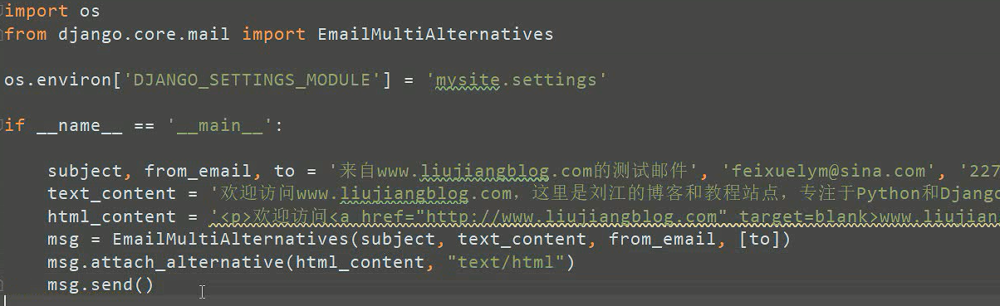 import os
from django.core.mail import EmailMultiAlternatives
os.environ['DJANGO_SETTINGS_MODULE'] = 'mysite.settings'
if __name__ == '__main__':
subject, from_email, to = '来自www.liujiangblog.com的测试邮件', 'feixuelym@sina.com', '227
text_content = '欢迎访问www.liujiangblog.com，这里是刘江的博客和教程站点，专注于Python和Django
html_content = '<p>欢迎访问<a href="http://www.liujiangblog.com" target=blank>www.liujian
msg = EmailMultiAlternatives(subject, text_content, from_email, [to])
msg.attach_alternative(html_content, "text/html")
msg.send()